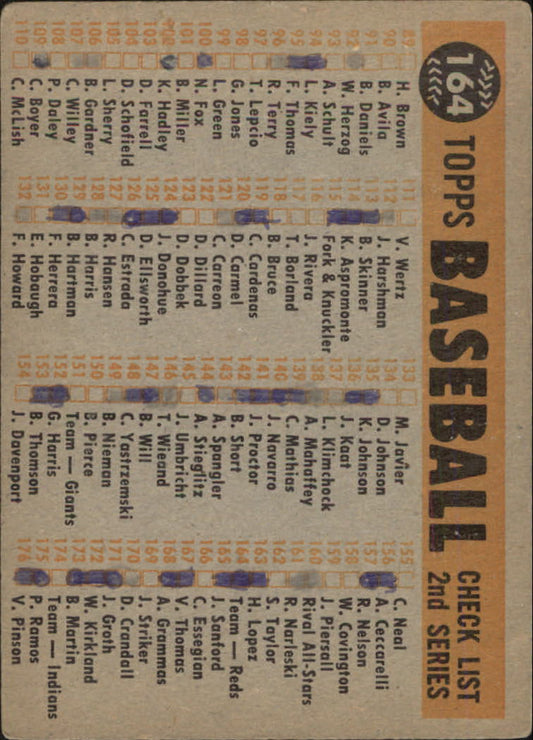 164 TOPPS BASEBALL CHECK LIST
2nd SERIES
89 H. Brown
90 B. Avila
91 B. Daniels
92 W. Herzog
93 A. Schult
94 L. Kiely
95 F. Thomas
96 R. Terry
97 T. Lepcio
98 G. Jones
99 L. Green
100 N. Fox
101 B. Miller
102 K. Hadley
103 D. Farrell
104 D. Schofield
105 L. Sherry
106 B. Gardner
107 C. Willey
108 P. Daley
109 C. Boyer
110 C. McLish
111 V. Wertz
112 J. Harshman
113 B. Skinner
114 K. Aspromonte
115 Fork & Knuckler
116 J. Rivera
117 T. Borland
118 B. Bruce
119 C. Cardenas
120 D. Carmel
121 C. Carreon
122 D. Dillard
123 D. Dobbek
124 J. Donohue
125 D. Ellsworth
126 C. Estrada
127 R. Hansen
128 B. Harris
129 B. Hartman
130 F. Herrera
131 E. Hobaugh
132 F. Howard
133 M. Javier
134 D. Johnson
135 K. Johnson
136 J. Kaat
137 L. Klimchock
138 A. Mahaffey
139 C. Mathias
140 J. Navarro
141 J. Proctor
142 B. Short
143 A. Spangler
144 A. Stieglitz
145 J. Umbricht
146 T. Wieand
147 B. Will
148 C. Yastrzemski
149 B. Nieman
150 B. Pierce
151 Team — Giants
152 G. Harris
153 B. Thomson
154 J. Davenport
155 C. Neal
156 A. Ceccarelli
157 R. Nelson
158 W. Covington
159 J. Piersall
160 Rival All-Stars
161 R. Narleski
162 S. Taylor
163 H. Lopez
164 Team — Reds
165 J. Sanford
166 C. Essegian
167 V. Thomas
168 A. Grammas
169 J. Striker
170 D. Crandall
171 J. Groth
172 W. Kirkland
173 B. Martin
174 Team — Indians
175 P. Ramos
176 V. Pinson